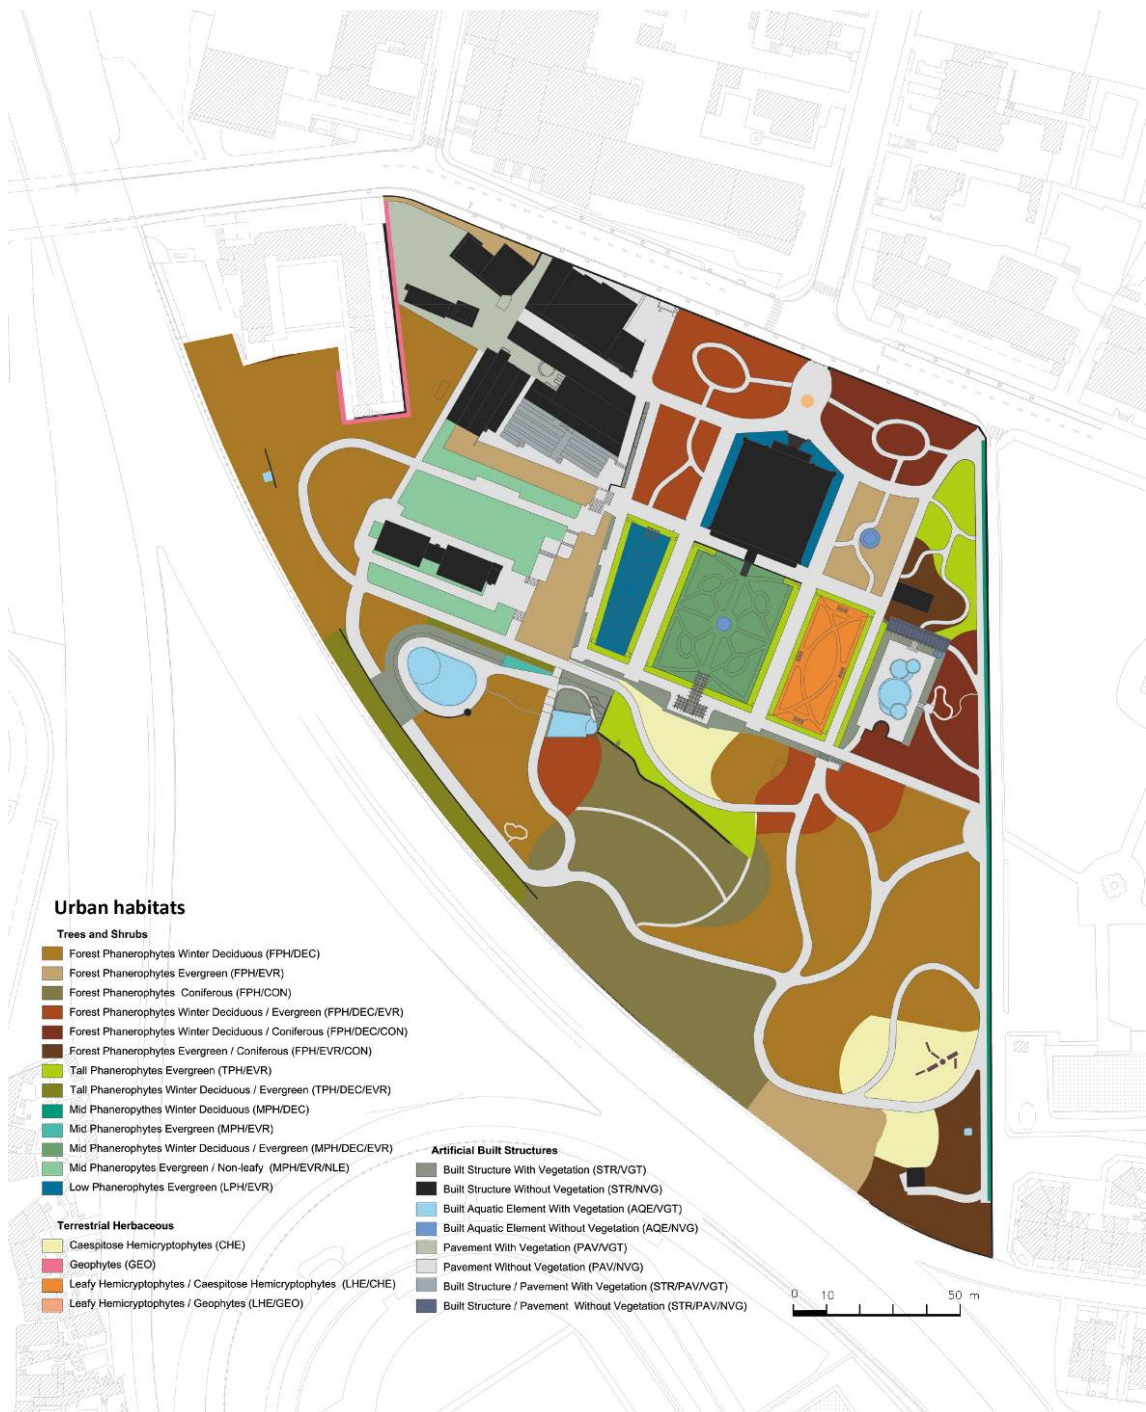 Urban habitats
Trees and Shrubs
Forest Phanerophytes Winter Deciduous (FPH/DEC)
Forest Phanerophytes Evergreen (FPH/EVR)
Forest Phanerophytes Coniferous (FPH/CON)
Forest Phanerophytes Winter Deciduous / Evergreen (FPH/DEC/EVR)
Forest Phanerophytes Winter Deciduous / Coniferous (FPH/DEC/CON)
Forest Phanerophytes Evergreen / Coniferous (FPH/EVR/CON)
Tall Phanerophytes Evergreen (TPH/EVR)
Tall Phanerophytes Winter Deciduous / Evergreen (TPH/DEC/EVR)
Mid Phaneropythes Winter Deciduous (MPH/DEC)
Mid Phanerophytes Evergreen (MPH/EVR)
Mid Phanerophytes Winter Deciduous / Evergreen (MPH/DEC/EVR)
Mid Phaneropytes Evergreen / Non-leafy (MPH/EVR/NLE)
Low Phanerophytes Evergreen (LPH/EVR)
Terrestrial Herbaceous
Caespitose Hemicryptophytes (CHE)
Geophytes (GEO)
Leafy Hemicryptophytes / Caespitose Hemicryptophytes (LHE/CHE)
Leafy Hemicryptophytes / Geophytes (LHE/GEO)
Artificial Built Structures
Built Structure With Vegetation (STR/VGT)
Built Structure Without Vegetation (STR/NVG)
Built Aquatic Element With Vegetation (AQE/VGT)
Built Aquatic Element Without Vegetation (AQE/NVG)
Pavement With Vegetation (PAV/VGT)
Pavement Without Vegetation (PAV/NVG)
Built Structure / Pavement With Vegetation (STR/PAV/VGT)
Built Structure / Pavement Without Vegetation (STR/PAV/NVG)
0 10 50 m